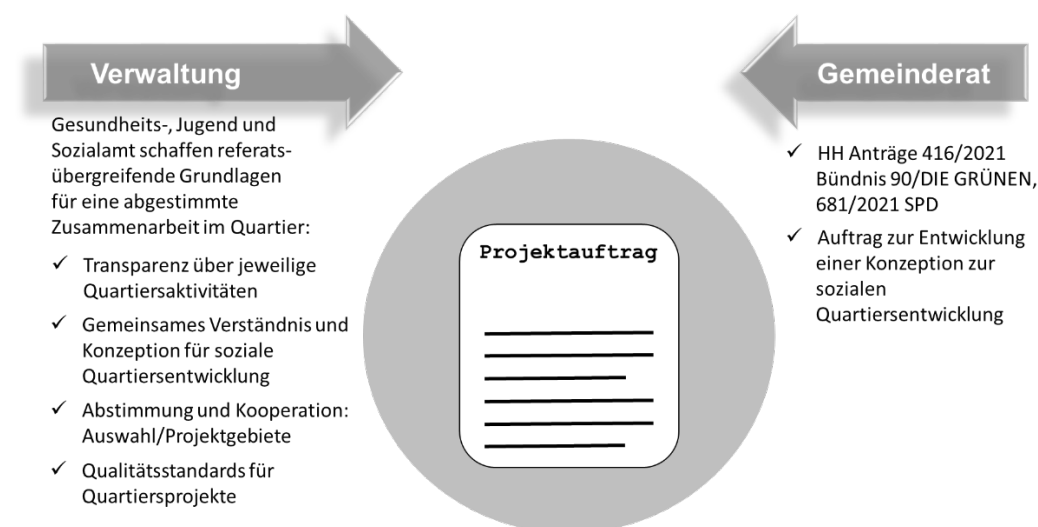 Verwaltung
Gesundheits-, Jugend und
Sozialamt schaffen referats-
übergreifende Grundlagen
für eine abgestimmte
Zusammenarbeit im Quartier:
✓ Transparenz über jeweilige
Quartiersaktivitäten
✓ Gemeinsames Verständnis und
Konzeption für soziale
Quartiersentwicklung
✓ Abstimmung und Kooperation:
Auswahl/Projektgebiete
✓ Qualitätsstandards für
Quartiersprojekte
Projektauftrag
Gemeinderat
✓ HH Anträge 416/2021
Bündnis 90/DIE GRÜNEN,
681/2021 SPD
✓ Auftrag zur Entwicklung
einer Konzeption zur
sozialen
Quartiersentwicklung